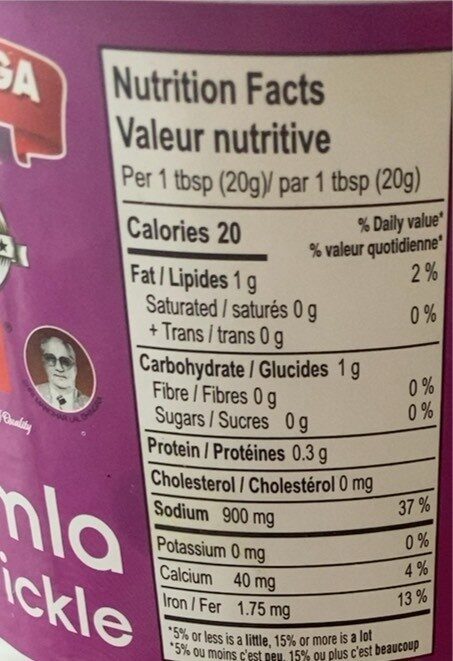 GA
Nutrition Facts
Valeur nutritive
Per 1 tbsp (20g)/ par 1 tbsp (20g)
Calories 20
% Daily value*
% valeur quotidienne*
Fat / Lipides 1 g 2 %
Saturated / saturés 0 g
+ Trans / trans 0 g 0 %
Carbohydrate / Glucides 1 g
Fibre / Fibres 0 g 0 %
Sugars / Sucres 0 g 0 %
Protein / Protéines 0.3 g
Cholesterol / Cholestérol 0 mg
Sodium 900 mg 37 %
Potassium 0 mg 0 %
Calcium 40 mg 4 %
Iron / Fer 1.75 mg 13 %
*5% or less is a little, 15% or more is a lot
*5% ou moins c'est peu, 15% ou plus c'est beaucoup
Quality
mla
ickle